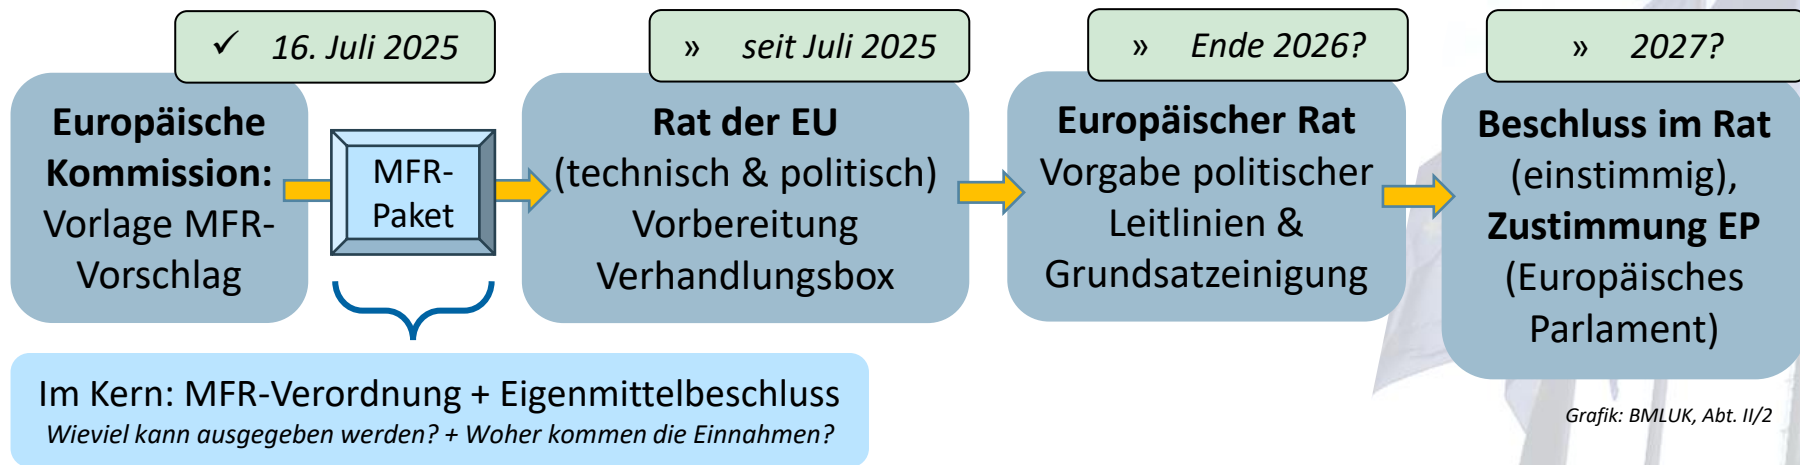 ✓ 16. Juli 2025
» seit Juli 2025
» Ende 2026?
» 2027?
Europäische
Kommission:
Vorlage MFR-
Vorschlag
MFR-
Paket
Rat der EU
(technisch & politisch)
Vorbereitung
Verhandlungsbox
Europäischer Rat
Vorgabe politischer
Leitlinien &
Grundsatzeinigung
Beschluss im Rat
(einstimmig),
Zustimmung EP
(Europäisches
Parlament)
Im Kern: MFR-Verordnung + Eigenmittelbeschluss
Wieviel kann ausgegeben werden? + Woher kommen die Einnahmen?
Grafik: BMLUK, Abt. II/2